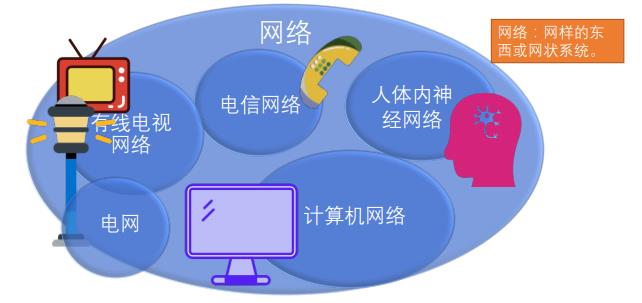 网络
网络：网样的东
西或网状系统。
电信网络
人体内神
经网络
有线电视
网络
计算机网络
电网